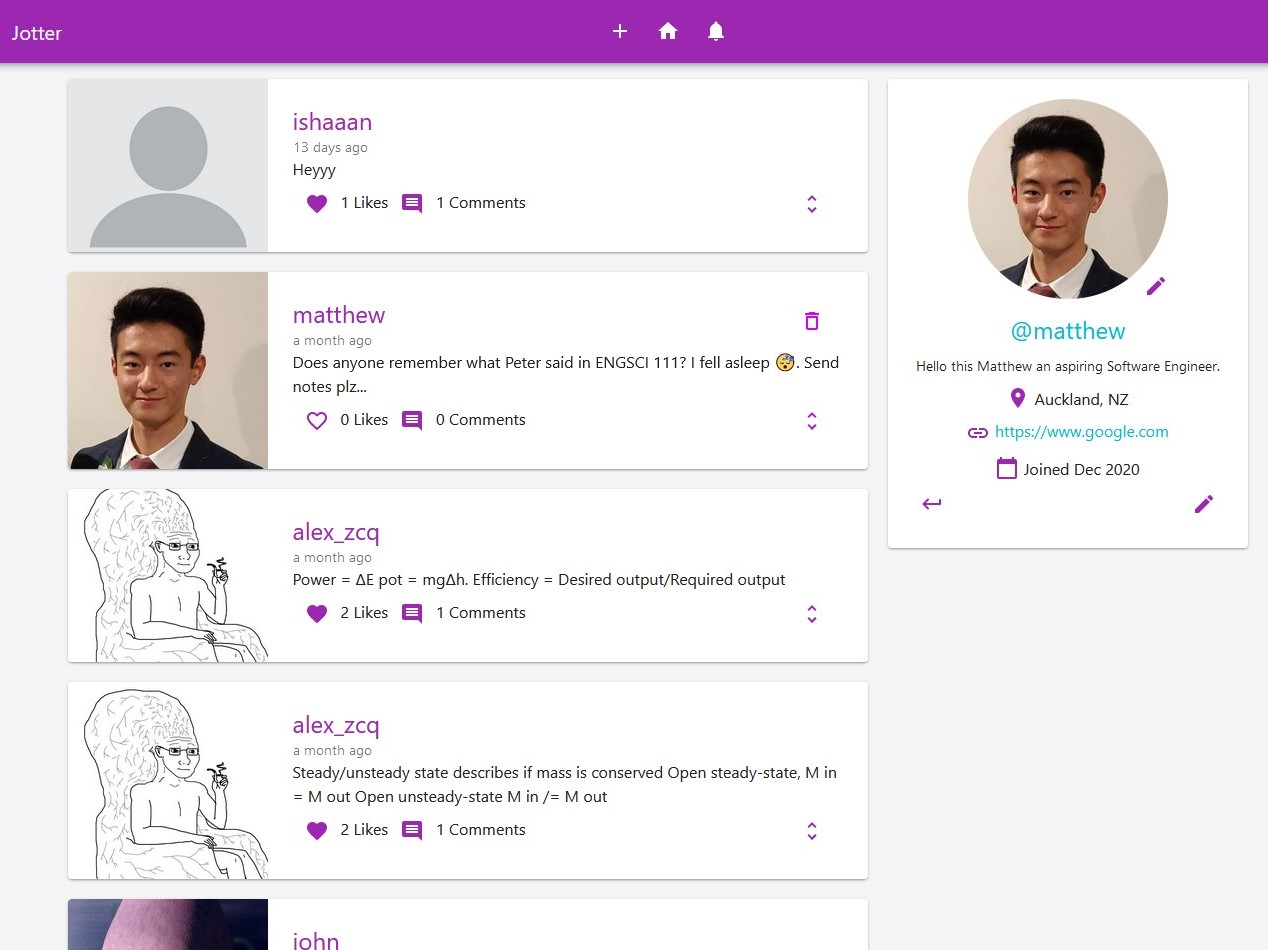 Jotter
ishaaan
13 days ago
Heyyy
1 Likes 1 Comments
matthew
a month ago
Does anyone remember what Peter said in ENGSCI 111? I fell asleep 😴. Send
notes plz...
0 Likes 0 Comments
alex_zcq
a month ago
Power = ΔE pot = mgΔh. Efficiency = Desired output/Required output
2 Likes 1 Comments
alex_zcq
a month ago
Steady/unsteady state describes if mass is conserved Open steady-state, M in
= M out Open unsteady-state M in /= M out
2 Likes 1 Comments
john
@matthew
Hello this Matthew an aspiring Software Engineer.
Auckland, NZ
https://www.google.com
Joined Dec 2020